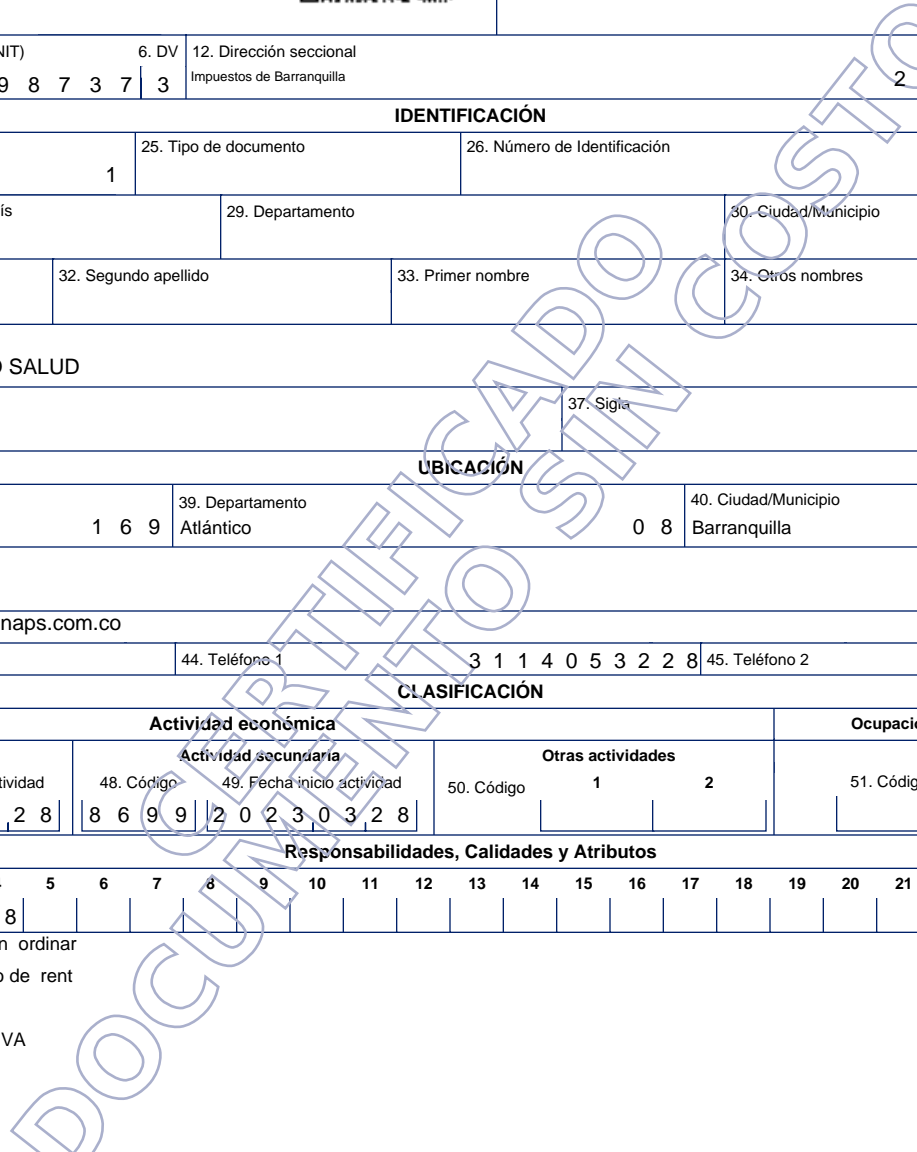 NIT) 6. DV 12. Dirección seccional
9 8 7 3 7 3 Impuestos de Barranquilla 2
IDENTIFICACIÓN
25. Tipo de documento 26. Número de Identificación
1
ís 29. Departamento 30. Ciudad/Municipio
32. Segundo apellido 33. Primer nombre 34. Otros nombres
SALUD
37. Sigla
UBICACIÓN
39. Departamento 40. Ciudad/Municipio
1 6 9 Atlántico 0 8 Barranquilla
naps.com.co
44. Teléfono 1 3 1 1 4 0 5 3 2 2 8 45. Teléfono 2
CLASIFICACIÓN
Actividad económica Ocupació
Actividad secundaria Otras actividades
tividad 48. Código 49. Fecha inicio actividad 50. Código 1 2 51. Códig
2 8 8 6 9 9 2 0 2 3 0 3 2 8
Responsabilidades, Calidades y Atributos
5 6 7 8 9 10 11 12 13 14 15 16 17 18 19 20 21
8
n ordinar
o de rent
VA
CERTIFICADO
DOCUMENTO SIN COSTO